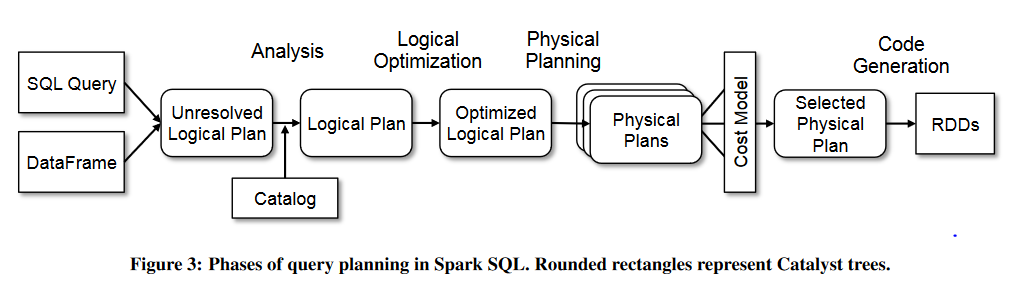 SQL Query
DataFrame
Analysis
Unresolved
Logical Plan
Catalog
Logical Plan
Logical
Optimization
Optimized
Logical Plan
Physical
Planning
Physical
Plans
Cost Model
Selected
Physical
Plan
Code
Generation
RDDs
Figure 3: Phases of query planning in Spark SQL. Rounded rectangles represent Catalyst trees.